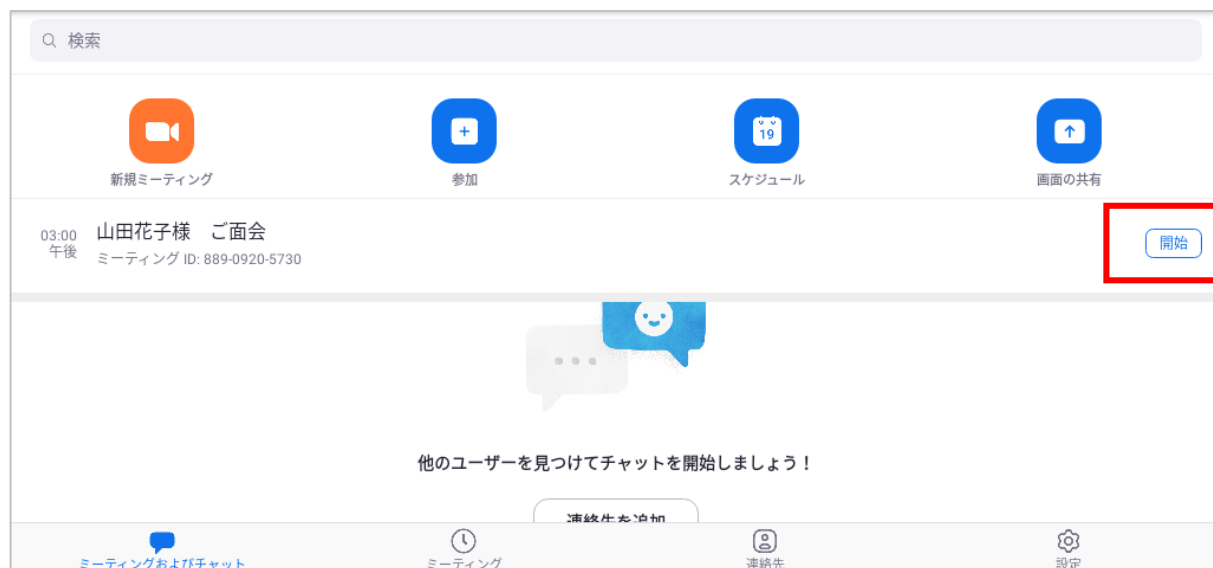 検索
19
新規ミーティング
参加
スケジュール
画面の共有
03:00
午後
山田花子様　ご面会
ミーティング ID: 889-0920-5730
開始
他のユーザーを見つけてチャットを開始しましょう！
連絡先を追加
ミーティングおよびチャット
ミーティング
連絡先
設定